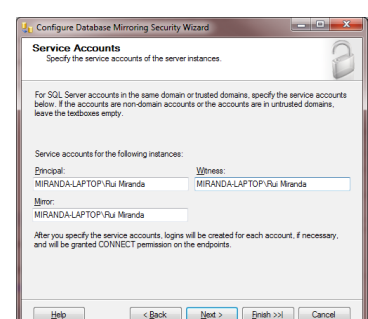 Configure Database Mirroring Security Wizard
Service Accounts
Specify the service accounts of the server instances.
For SQL Server accounts in the same domain or trusted domains, specify the service accounts
below. If the accounts are non-domain accounts or the accounts are in untrusted domains,
leave the textboxes empty.
Service accounts for the following instances:
Principal: Witness:
MIRANDA-LAPTOP\Rui Miranda MIRANDA-LAPTOP\Rui Miranda
Mirror:
MIRANDA-LAPTOP\Rui Miranda
After you specify the service accounts, logins will be created for each account, if necessary,
and will be granted CONNECT permission on the endpoints.
Help < Back Next > Finish >>| Cancel